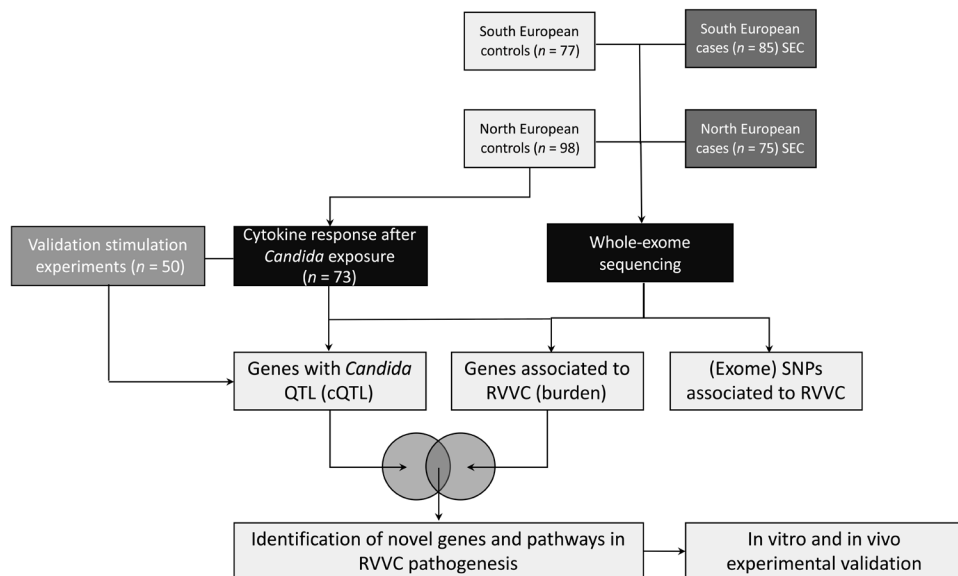 South European
controls (n = 77)
South European
cases (n = 85) SEC
North European
controls (n = 98)
North European
cases (n = 75) SEC
Validation stimulation
experiments (n = 50)
Cytokine response after
Candida exposure
(n = 73)
Whole-exome
sequencing
Genes with Candida
QTL (cQTL)
Genes associated to
RVVC (burden)
(Exome) SNPs
associated to RVVC
Identification of novel genes and pathways in
RVVC pathogenesis
In vitro and in vivo
experimental validation